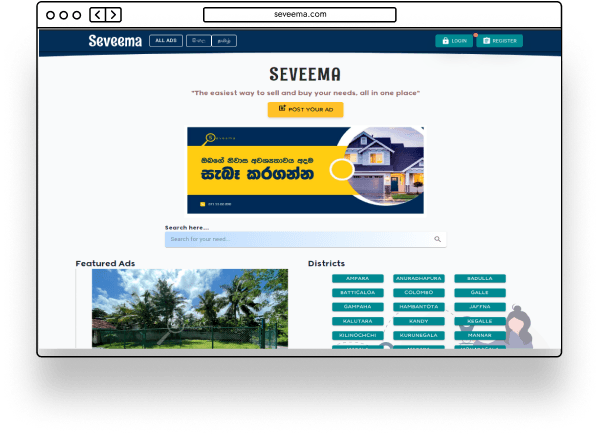 seveema.com
Seveema
ALL ADS
සිංහල
தமிழ்
LOGIN
REGISTER
SEVEEMA
"The easiest way to sell and buy your needs, all in one place"
POST YOUR AD
ඔබගේ නිවාස අවශ්‍යතාවය අදම
සැබෑ කරගන්න
Search here...
Search for your need...
Featured Ads
Districts
AMPARA
ANURADHAPURA
BADULLA
BATTICALOA
COLOMBO
GALLE
GAMPAHA
HAMBANTOTA
JAFFNA
KALUTARA
KANDY
KEGALLE
KILINOCHCHI
KURUNEGALA
MANNAR